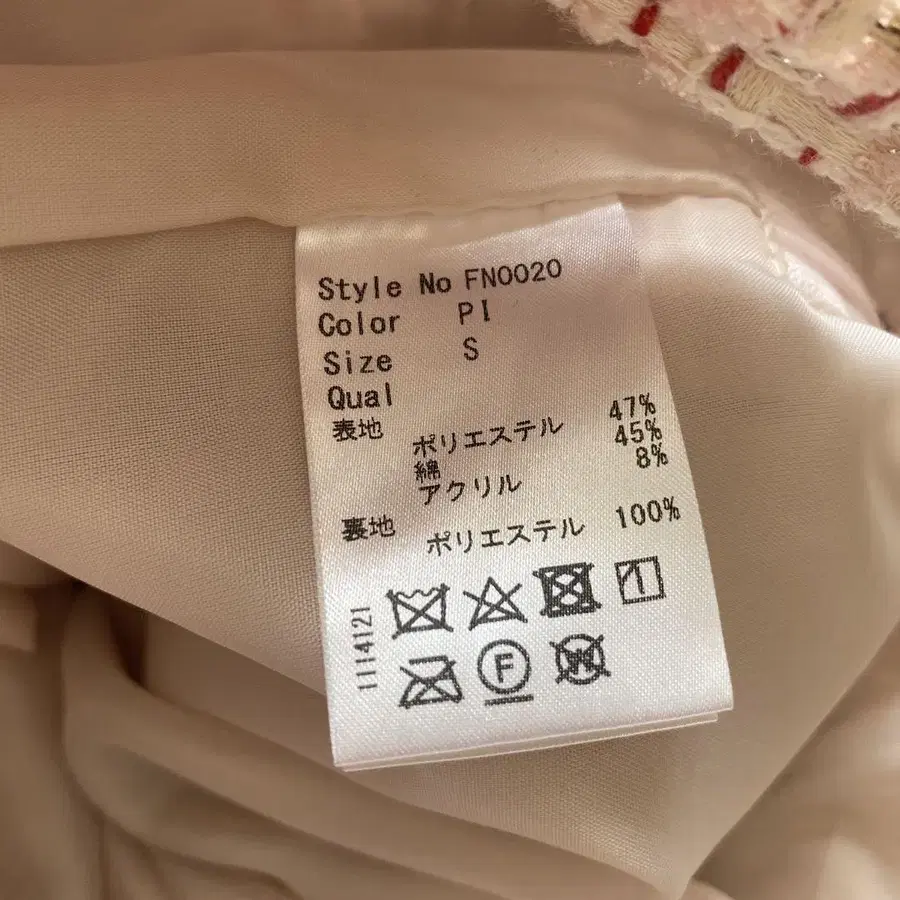 Style No FN0020
Color PI
Size S
Qual
表地 ポリエステル 47%
綿 45%
アクリル 8%
裏地 ポリエステル 100%
1114121
F
W